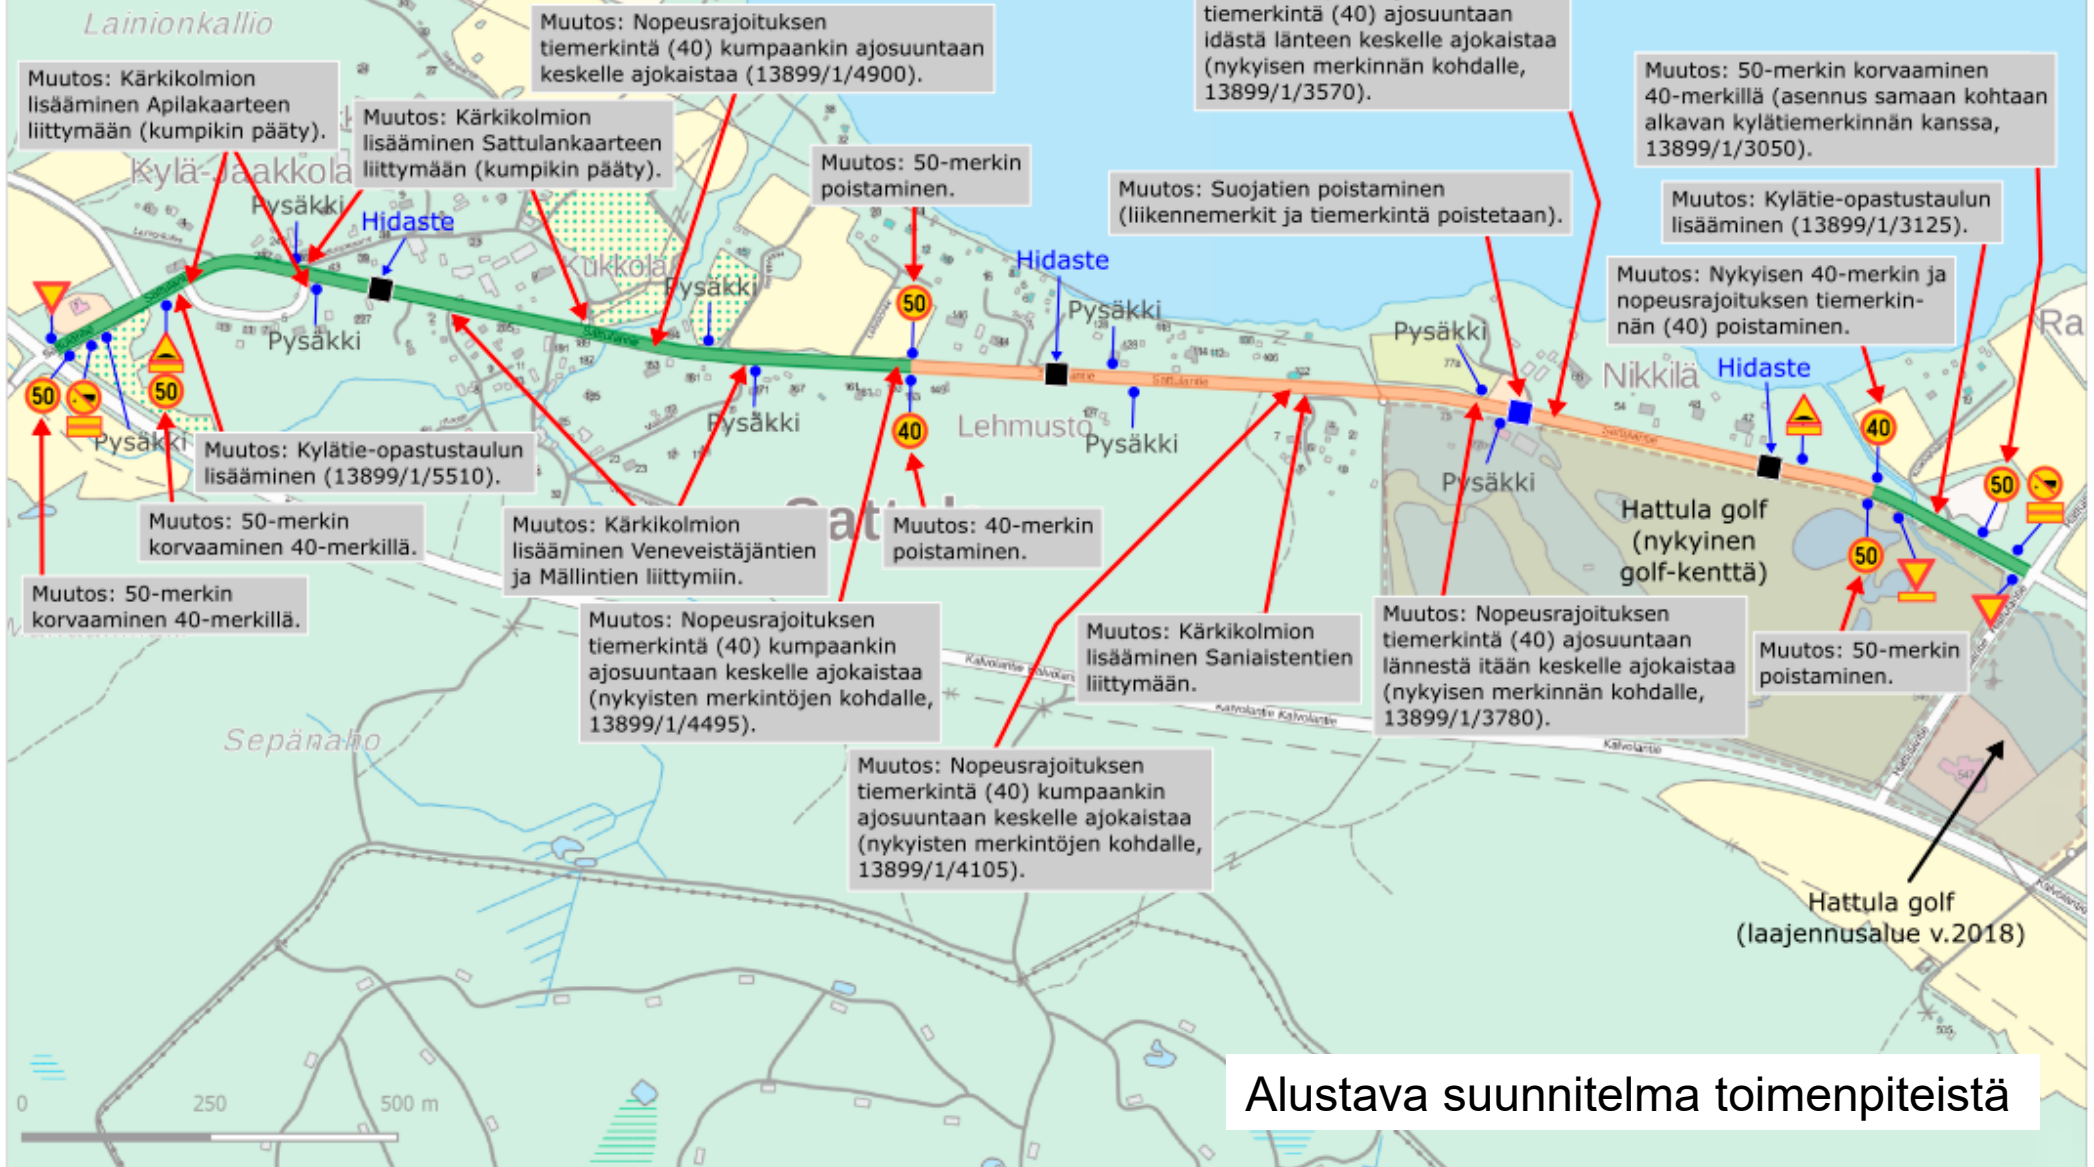 Lainionkallio
Muutos: Nopeusrajoituksen
tiemerkintä (40) kumpaankin ajosuuntaan
keskelle ajokaistaa (13899/1/4900).
tiemerkintä (40) ajosuuntaan
idästä länteen keskelle ajokaistaa
(nykyisen merkinnän kohdalle,
13899/1/3570).
Muutos: Kärkikolmion
lisääminen Apilakaarteen
liittymään (kumpikin pääty).
Muutos: Kärkikolmion
lisääminen Sattulankaarteen
liittymään (kumpikin pääty).
Muutos: 50-merkin
poistaminen.
Muutos: 50-merkin korvaaminen
40-merkillä (asennus samaan kohtaan
alkavan kylätiemerkinnän kanssa,
13899/1/3050).
Muutos: Suojatien poistaminen
(liikennemerkit ja tiemerkintä poistetaan).
Muutos: Kylätie-opastustaulun
lisääminen (13899/1/3125).
Muutos: Nykyisen 40-merkin ja
nopeusrajoituksen tiemerkin-
nän (40) poistaminen.
Kylä-Jaakkola
Pysäkki
Hidaste
Kukkola
Pysäkki
Hidaste
Pysäkki
Pysäkki
Nikkilä
Hidaste
Ra
50
Pysäkki
Pysäkki
Lehmusto
Pysäkki
Pysäkki
Pysäkki
50
50
40
40
50
50
Sattulantie
Sattulantie
Muutos: Kylätie-opastustaulun
lisääminen (13899/1/5510).
Muutos: 50-merkin
korvaaminen 40-merkillä.
Muutos: 50-merkin
korvaaminen 40-merkillä.
Muutos: Kärkikolmion
lisääminen Veneveistäjäntien
ja Mällintien liittymiin.
Sat
Muutos: 40-merkin
poistaminen.
Hattula golf
(nykyinen
golf-kenttä)
Muutos: Nopeusrajoituksen
tiemerkintä (40) kumpaankin
ajosuuntaan keskelle ajokaistaa
(nykyisten merkintöjen kohdalle,
13899/1/4495).
Muutos: Kärkikolmion
lisääminen Saniaistentien
liittymään.
Muutos: Nopeusrajoituksen
tiemerkintä (40) ajosuuntaan
lännestä itään keskelle ajokaistaa
(nykyisen merkinnän kohdalle,
13899/1/3780).
Muutos: 50-merkin
poistaminen.
Kalvolantie
Kalvolantie Kalvolantie
Kalvolantie
Hattulantie
Sepänaho
Muutos: Nopeusrajoituksen
tiemerkintä (40) kumpaankin
ajosuuntaan keskelle ajokaistaa
(nykyisten merkintöjen kohdalle,
13899/1/4105).
547
Hattula golf
(laajennusalue v.2018)
505
0 250 500 m
Alustava suunnitelma toimenpiteistä